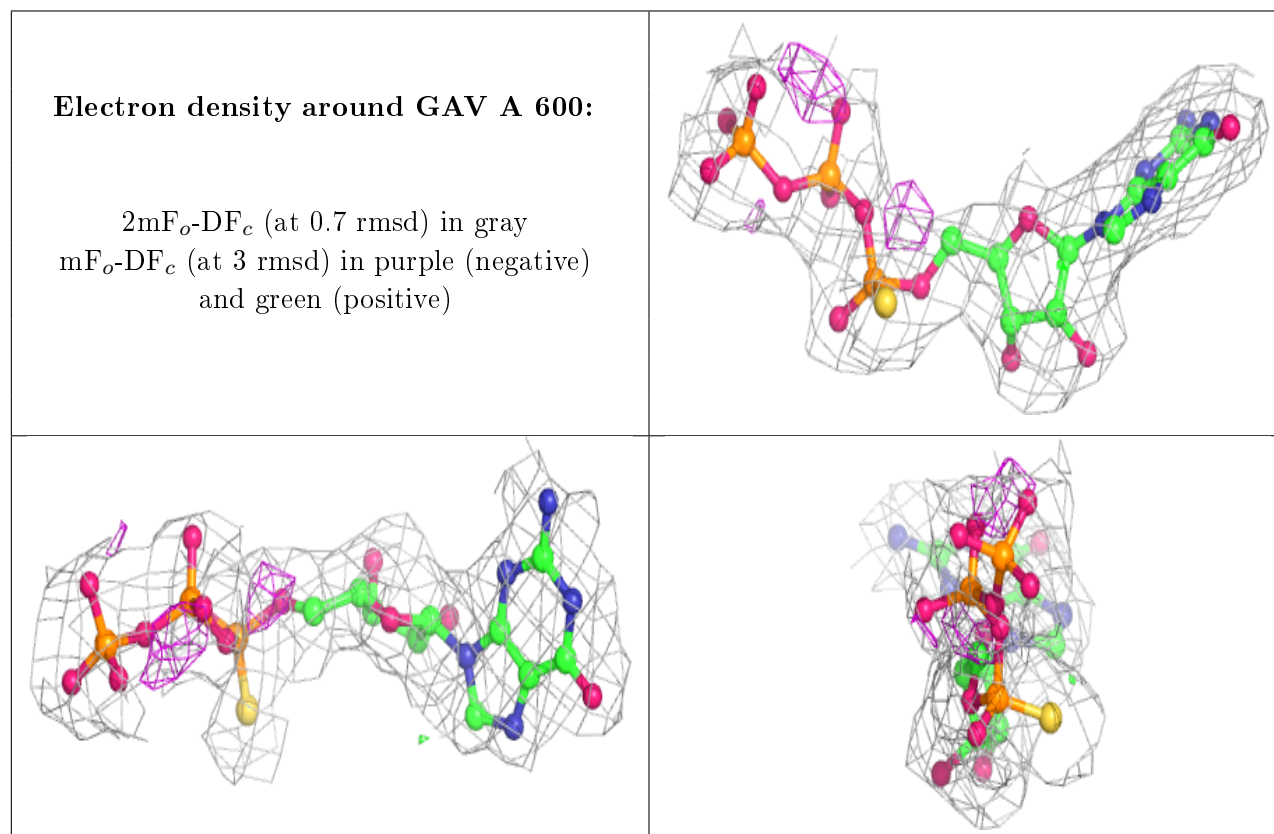 Electron density around GAV A 600:
2mFo-DFc (at 0.7 rmsd) in gray
mFo-DFc (at 3 rmsd) in purple (negative)
and green (positive)